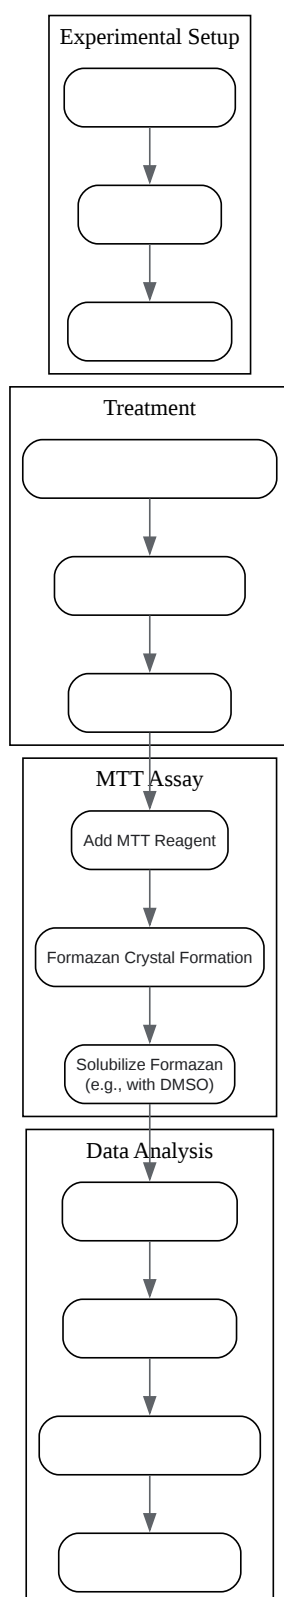 Experimental Setup
Treatment
MTT Assay
Add MTT Reagent
Formazan Crystal Formation
Solubilize Formazan
(e.g., with DMSO)
Data Analysis